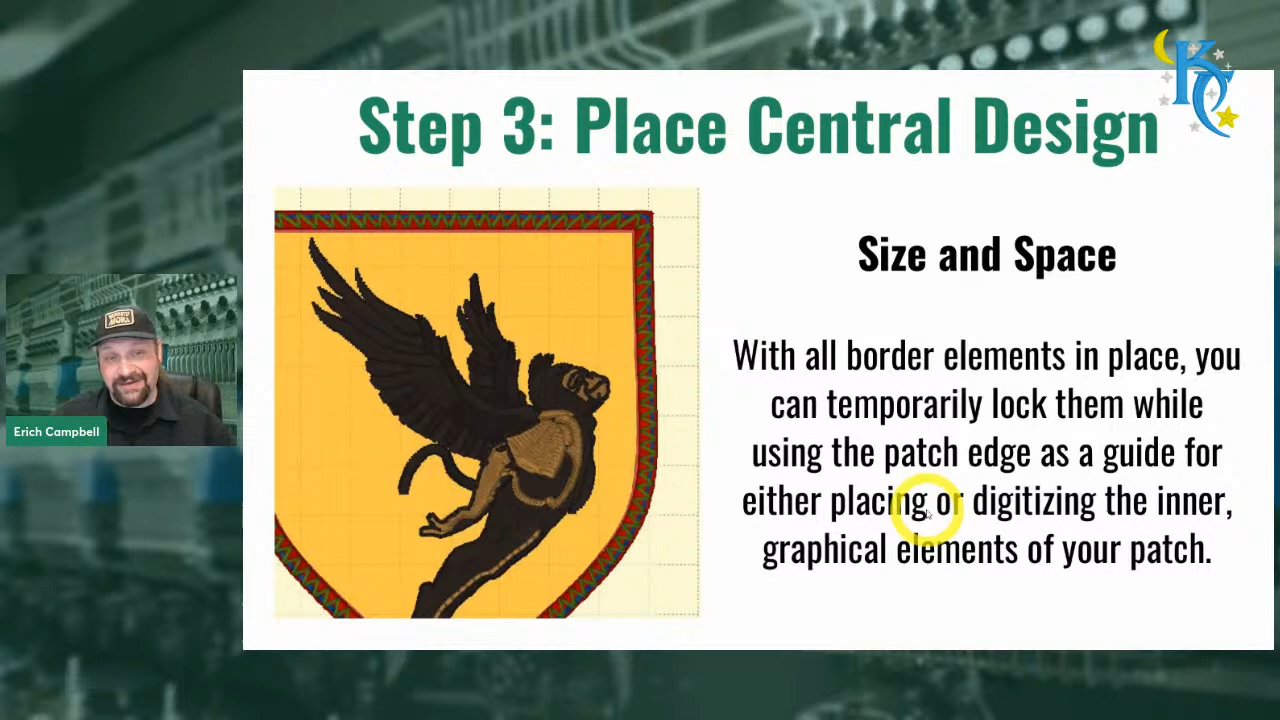 Step 3: Place Central Design
Size and Space
With all border elements in place, you
can temporarily lock them while
using the patch edge as a guide for
either placing or digitizing the inner,
graphical elements of your patch.
Erich Campbell